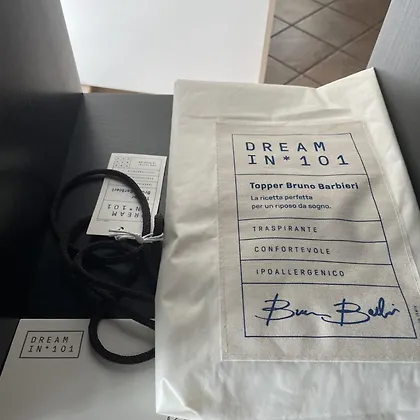 DREAM
IN*101
Topper Bruno Barbieri
La ricetta perfetta
per un riposo da sogno.
TRASPIRANTE
CONFORTEVOLE
IPOALLERGENICO
Bruno Barbieri
DREAM
IN*101
DREAM
IN*101